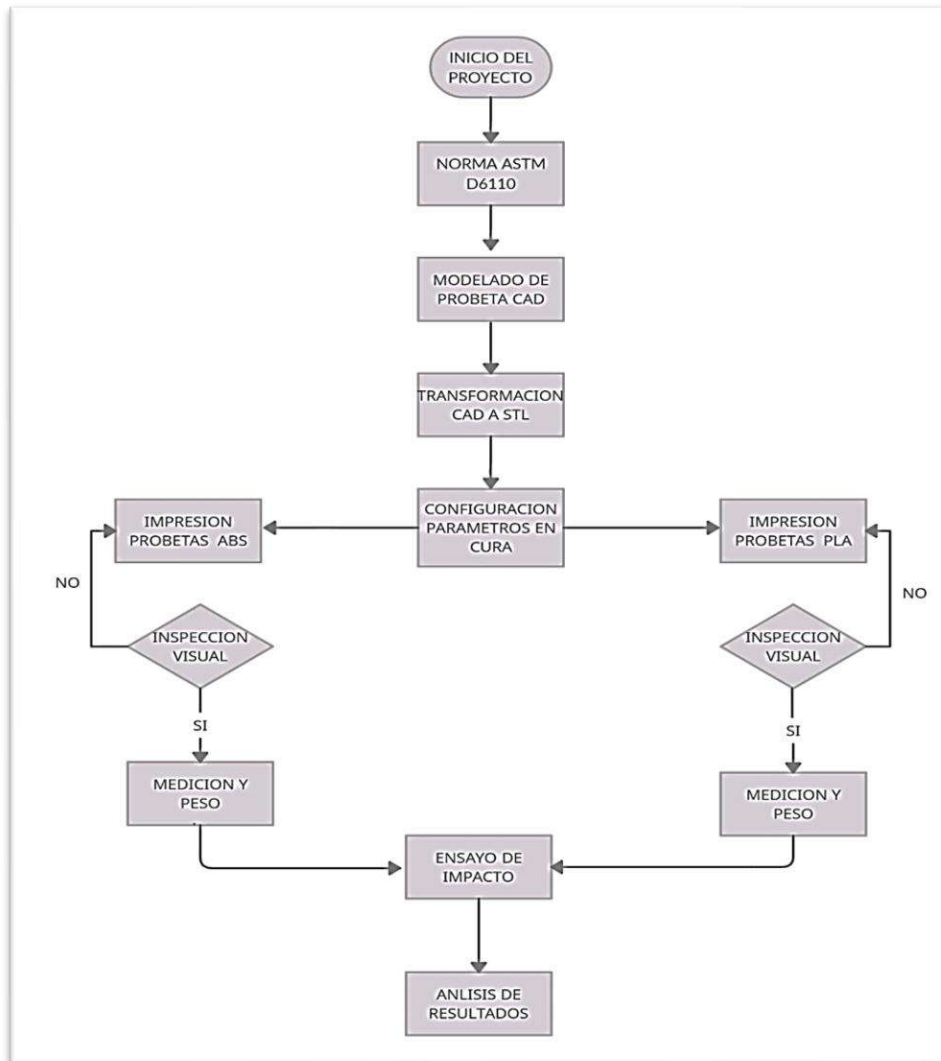 INICIO DEL
PROYECTO
NORMA ASTM
D6110
MODELADO DE
PROBETA CAD
TRANSFORMACION
CAD A STL
CONFIGURACION
PARAMETROS EN
CURA
IMPRESION
PROBETAS ABS
IMPRESION
PROBETAS PLA
NO
NO
INSPECCION
VISUAL
INSPECCION
VISUAL
SI
SI
MEDICION Y
PESO
MEDICION Y
PESO
ENSAYO DE
IMPACTO
ANLISIS DE
RESULTADOS